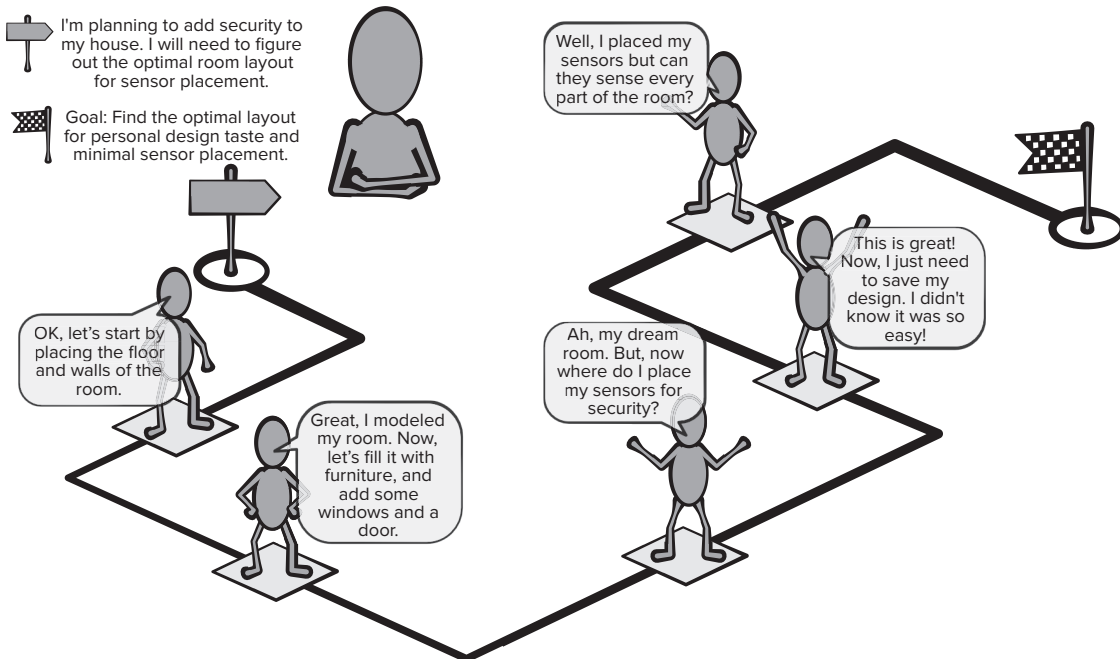 I'm planning to add security to
my house. I will need to figure
out the optimal room layout
for sensor placement.
Goal: Find the optimal layout
for personal design taste and
minimal sensor placement.
OK, let's start by
placing the floor
and walls of the
room.
Great, I modeled
my room. Now,
let's fill it with
furniture, and
add some
windows and a
door.
Ah, my dream
room. But, now
where do I place
my sensors for
security?
Well, I placed my
sensors but can
they sense every
part of the room?
This is great!
Now, I just need
to save my
design. I didn't
know it was so
easy!